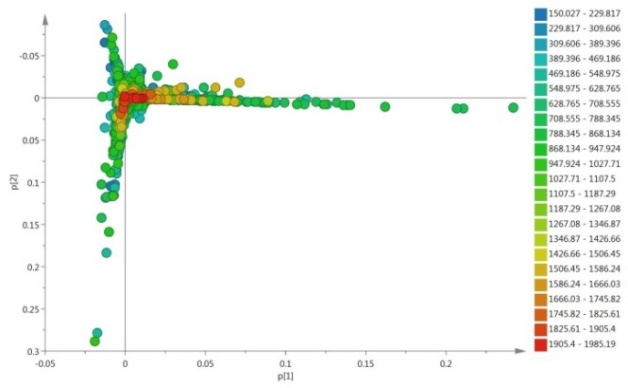 -0.05
0
0.05
0.1
0.15
0.2
0.25
0.3
p[2]
-0.05
0
0.05
0.1
0.15
0.2
p[1]
150.027 - 229.817
229.817 - 309.606
309.606 - 389.396
389.396 - 469.186
469.186 - 548.975
548.975 - 628.765
628.765 - 708.555
708.555 - 788.345
788.345 - 868.134
868.134 - 947.924
947.924 - 1027.71
1027.71 - 1107.5
1107.5 - 1187.29
1187.29 - 1267.08
1267.08 - 1346.87
1346.87 - 1426.66
1426.66 - 1506.45
1506.45 - 1586.24
1586.24 - 1666.03
1666.03 - 1745.82
1745.82 - 1825.61
1825.61 - 1905.4
1905.4 - 1985.19